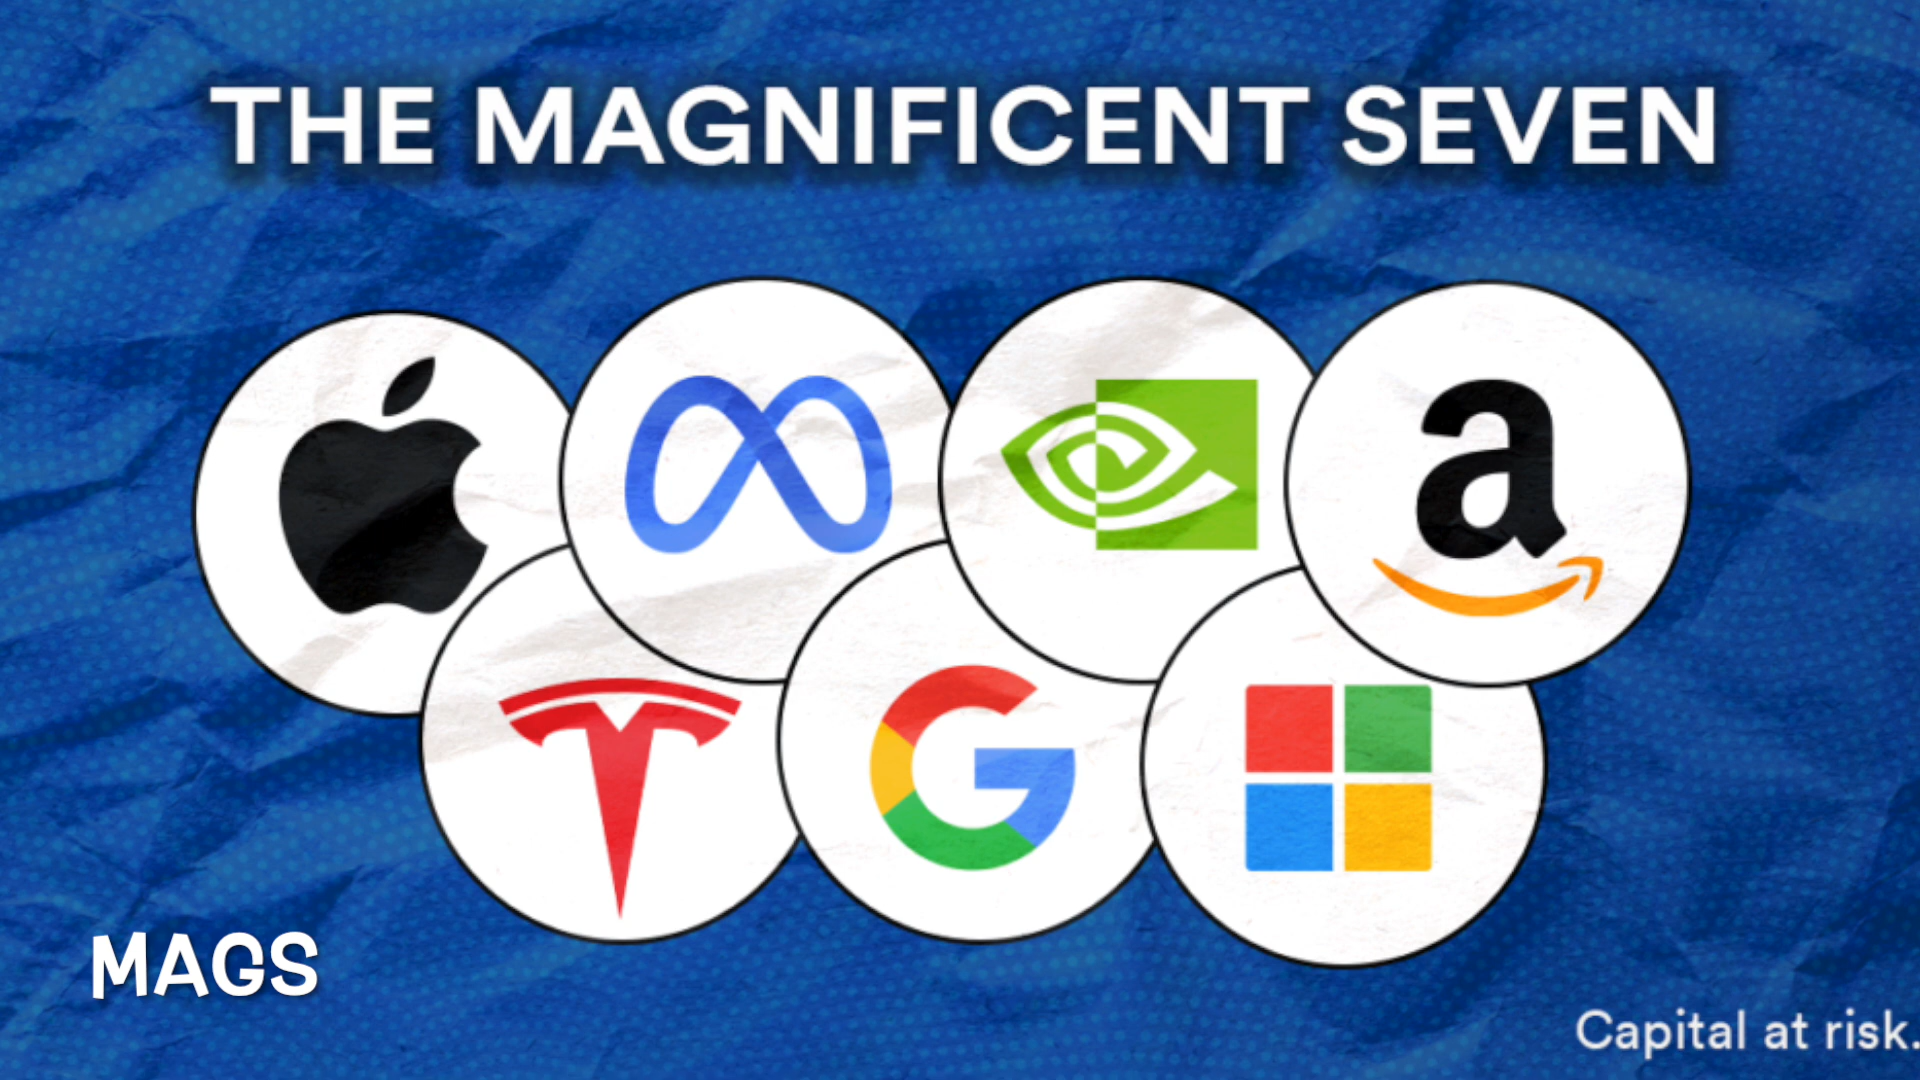 THE MAGNIFICENT SEVEN
a
G
MAGS
Capital at risk.